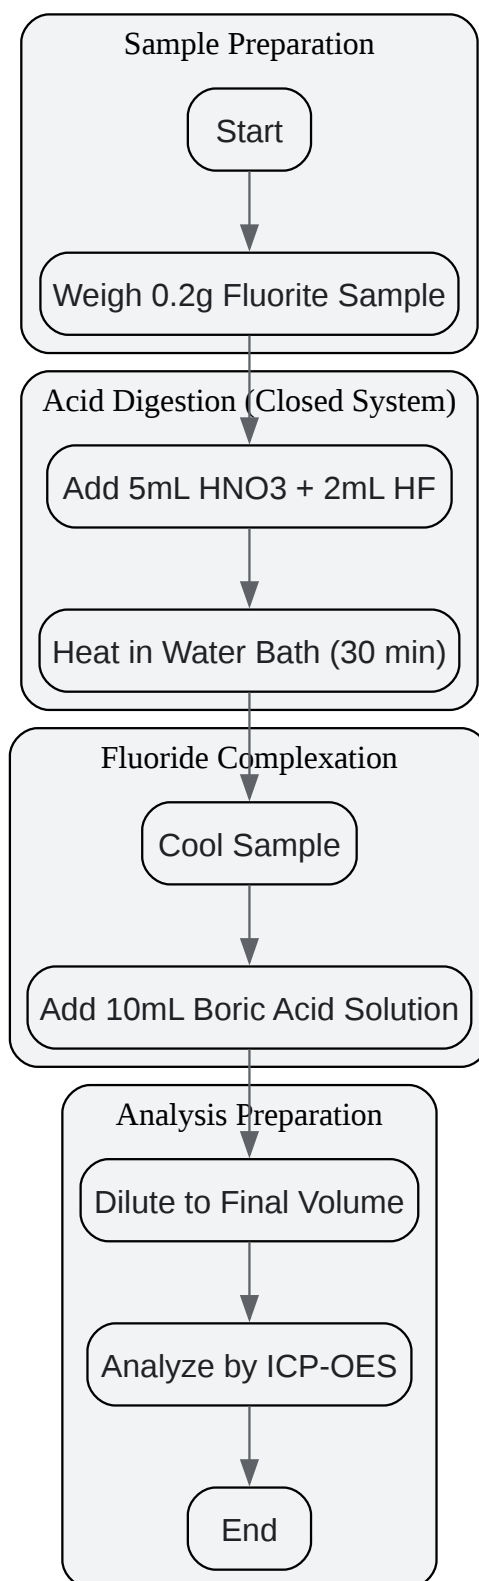 Sample Preparation
Start
Weigh 0.2g Fluorite Sample
Acid Digestion (Closed System)
Add 5mL HNO3 + 2mL HF
Heat in Water Bath (30 min)
Fluoride Complexation
Cool Sample
Add 10mL Boric Acid Solution
Analysis Preparation
Dilute to Final Volume
Analyze by ICP-OES
End